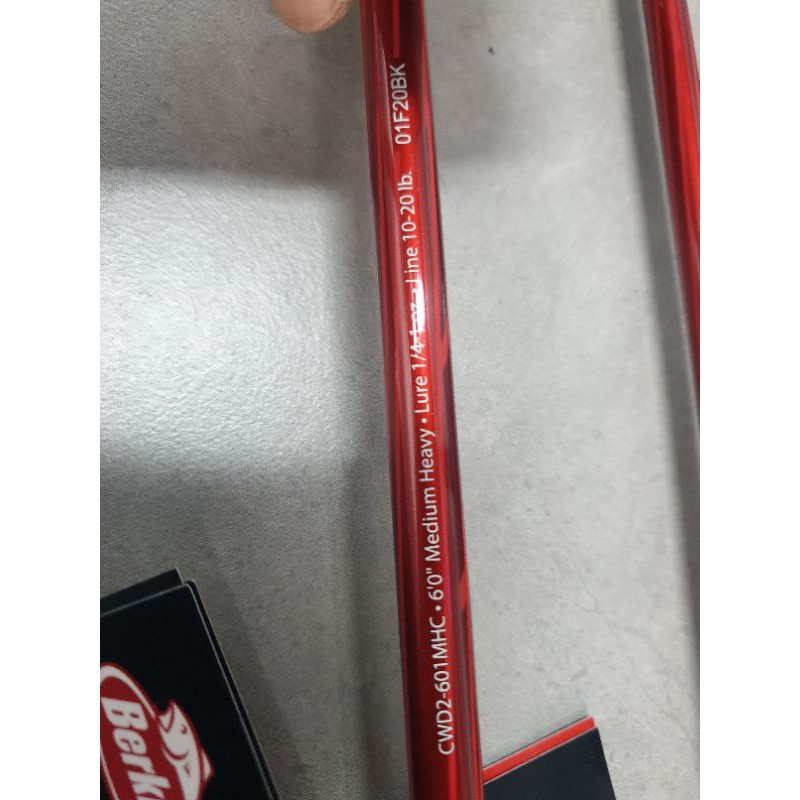 CWD2-601MHC • 6'0" Medium Heavy • Lure 1/4-1 oz. • Line 10-20 lb. 01F20BK
Berk